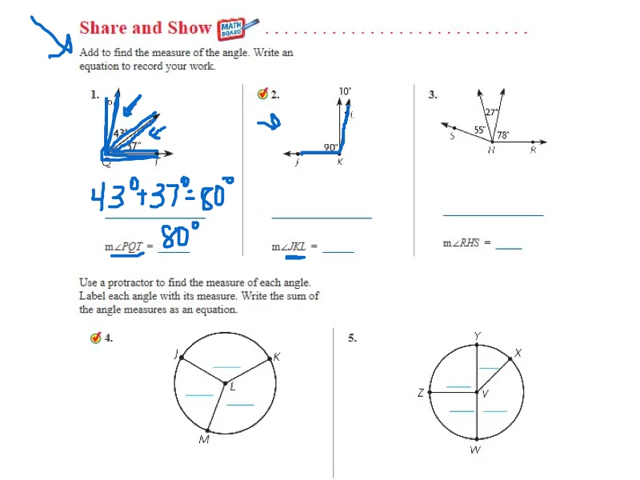 Share and Show MATH BOARD
Add to find the measure of the angle. Write an
equation to record your work.
1.
43°
37°
Q
T
43°+37°=80°
m∠PQT = 80°
2.
10°
L
90°
J
K
m∠JKL =
3.
27°
55°
78°
S
H
R
m∠RHS =
Use a protractor to find the measure of each angle.
Label each angle with its measure. Write the sum of
the angle measures as an equation.
4.
J
K
L
M
5.
Y
X
Z
V
W